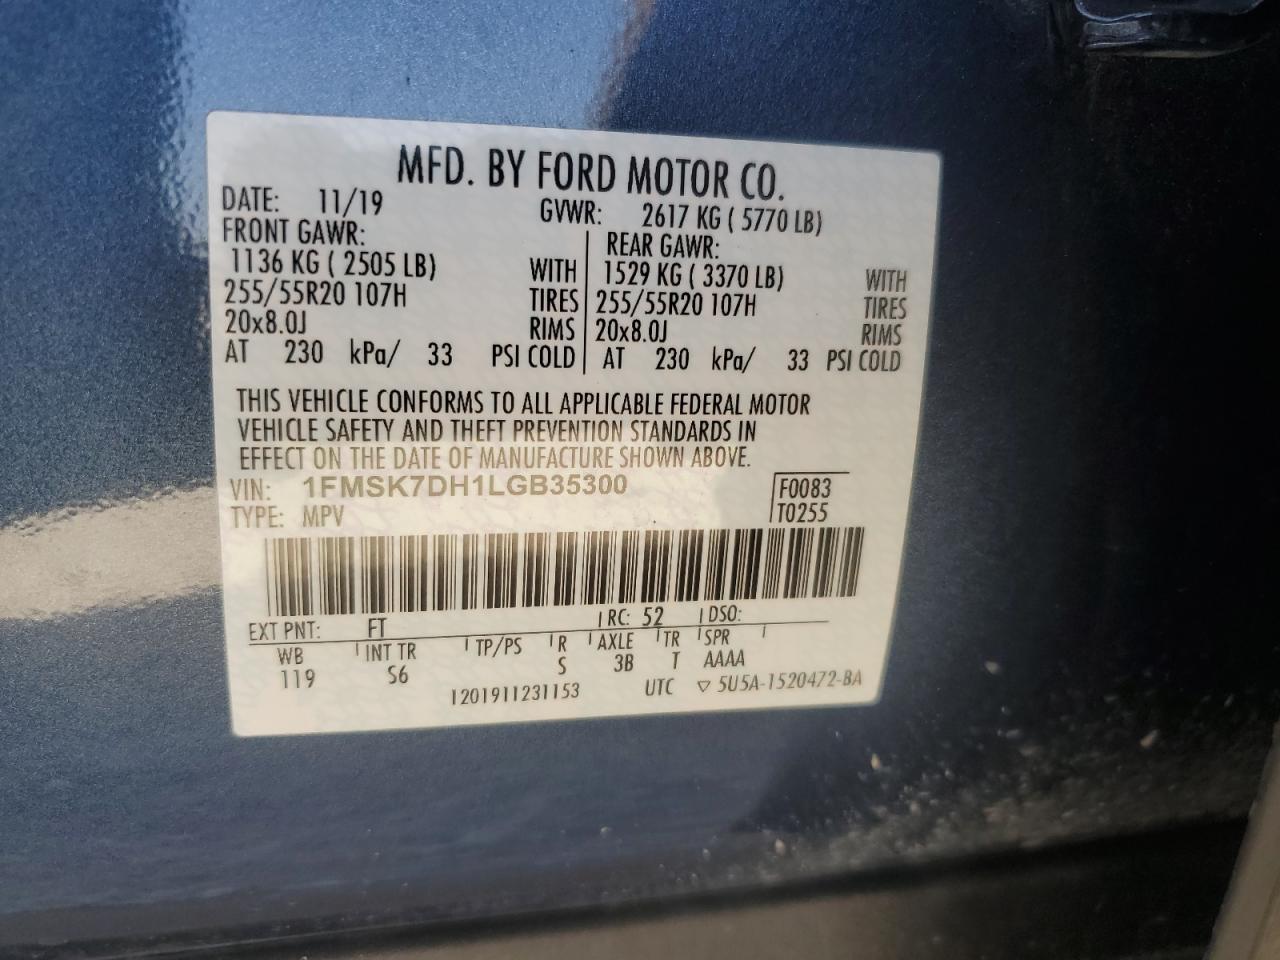 MFD. BY FORD MOTOR CO.
DATE: 11/19 GVWR: 2617 KG ( 5770 LB)
FRONT GAWR: REAR GAWR:
1136 KG ( 2505 LB) WITH 1529 KG ( 3370 LB) WITH
255/55R20 107H TIRES 255/55R20 107H TIRES
20x8.0J RIMS 20x8.0J RIMS
AT 230 kPa/ 33 PSI COLD AT 230 kPa/ 33 PSI COLD
THIS VEHICLE CONFORMS TO ALL APPLICABLE FEDERAL MOTOR
VEHICLE SAFETY AND THEFT PREVENTION STANDARDS IN
EFFECT ON THE DATE OF MANUFACTURE SHOWN ABOVE.
VIN: 1FMSK7DH1LGB35300 F0083
TYPE: MPV T0255
EXT PNT: FT RC: 52 DSO:
WB INT TR TP/PS R AXLE TR SPR
119 S6 S 3B T AAAA
1201911231153 UTC ▽ 5U5A-1520472-BA